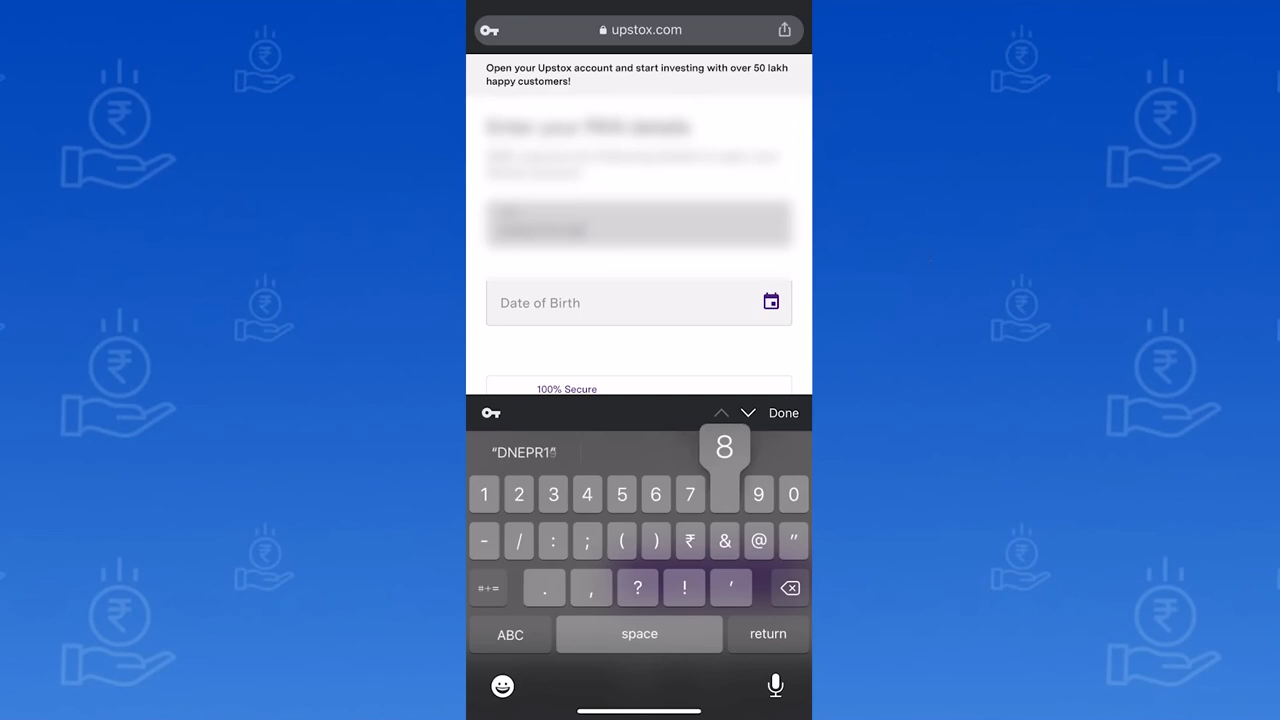 upstox.com
Open your Upstox account and start investing with over 50 lakh
happy customers!
Date of Birth
100% Secure
Done
8
1 2 3 4 5 6 7 9 0
- / : ; ( ) ₹ & @ "
#+= . , ? ! ' 
ABC space return